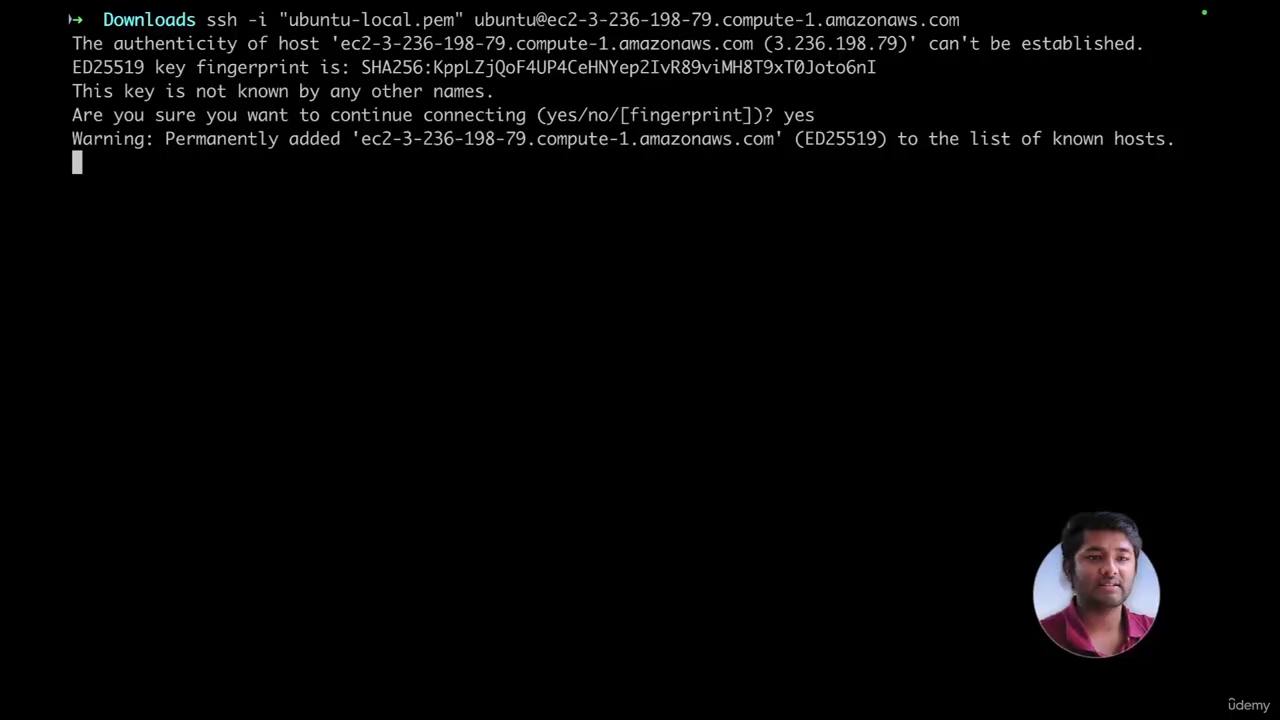 ➜ Downloads ssh -i "ubuntu-local.pem" ubuntu@ec2-3-236-198-79.compute-1.amazonaws.com
The authenticity of host 'ec2-3-236-198-79.compute-1.amazonaws.com (3.236.198.79)' can't be established.
ED25519 key fingerprint is: SHA256:KppLZjQoF4UP4CeHNYep2IvR89viMH8T9xT0Joto6nI
This key is not known by any other names.
Are you sure you want to continue connecting (yes/no/[fingerprint])? yes
Warning: Permanently added 'ec2-3-236-198-79.compute-1.amazonaws.com' (ED25519) to the list of known hosts.
ûdemy